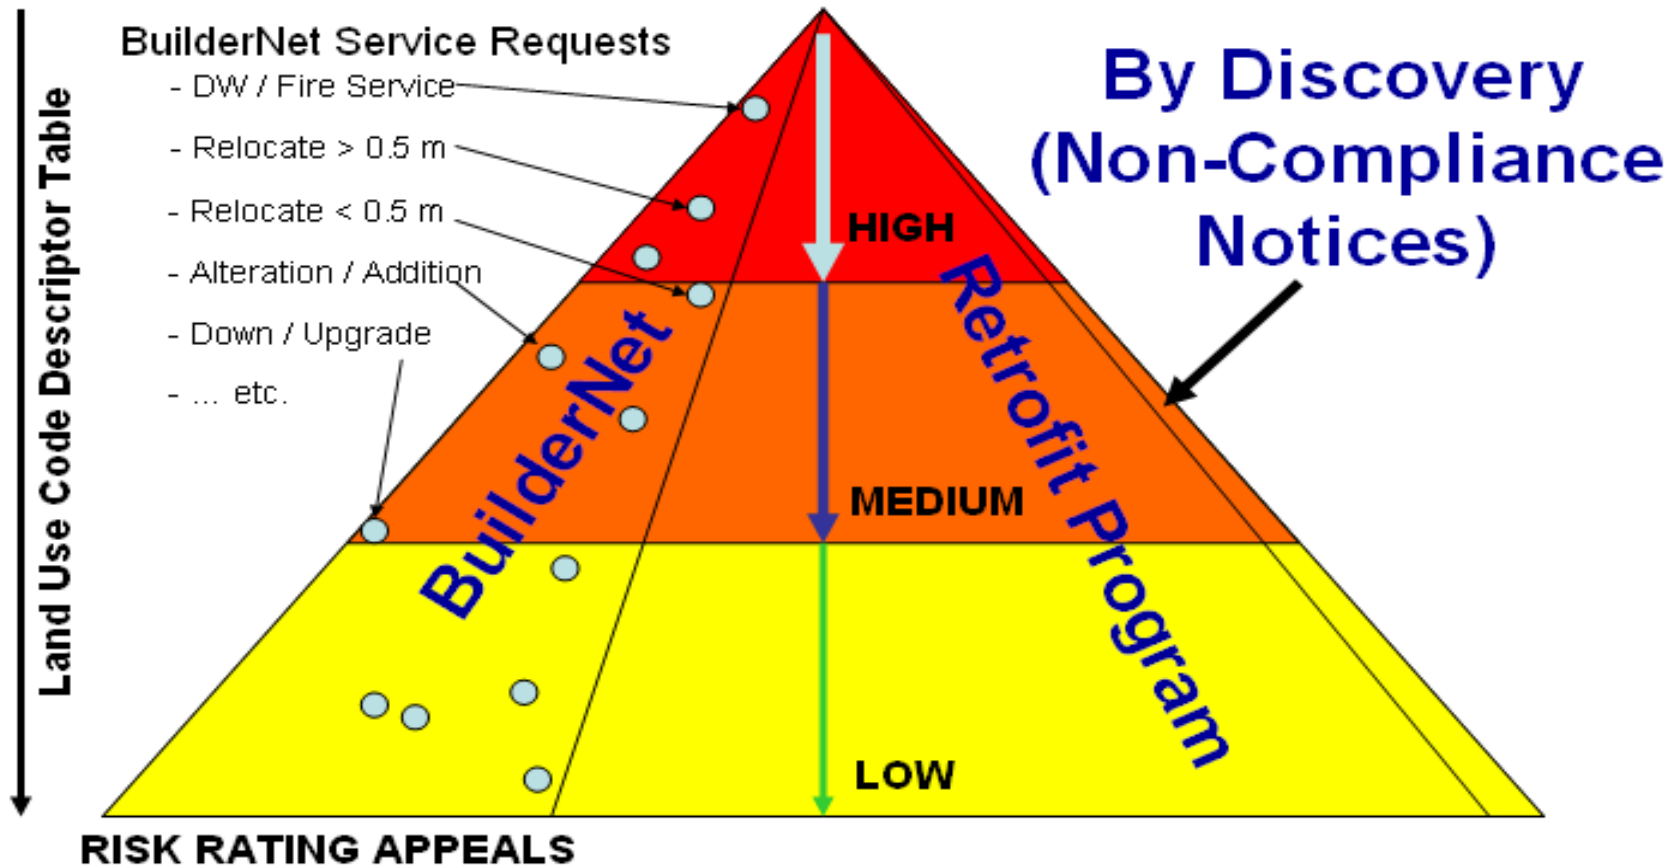 BuilderNet Service Requests
- DW / Fire Service
- Relocate > 0.5 m
- Relocate < 0.5 m
- Alteration / Addition
- Down / Upgrade
- ... etc.
Land Use Code Descriptor Table
By Discovery
(Non-Compliance
Notices)
HIGH
MEDIUM
LOW
BuilderNet
Retrofit Program
RISK RATING APPEALS